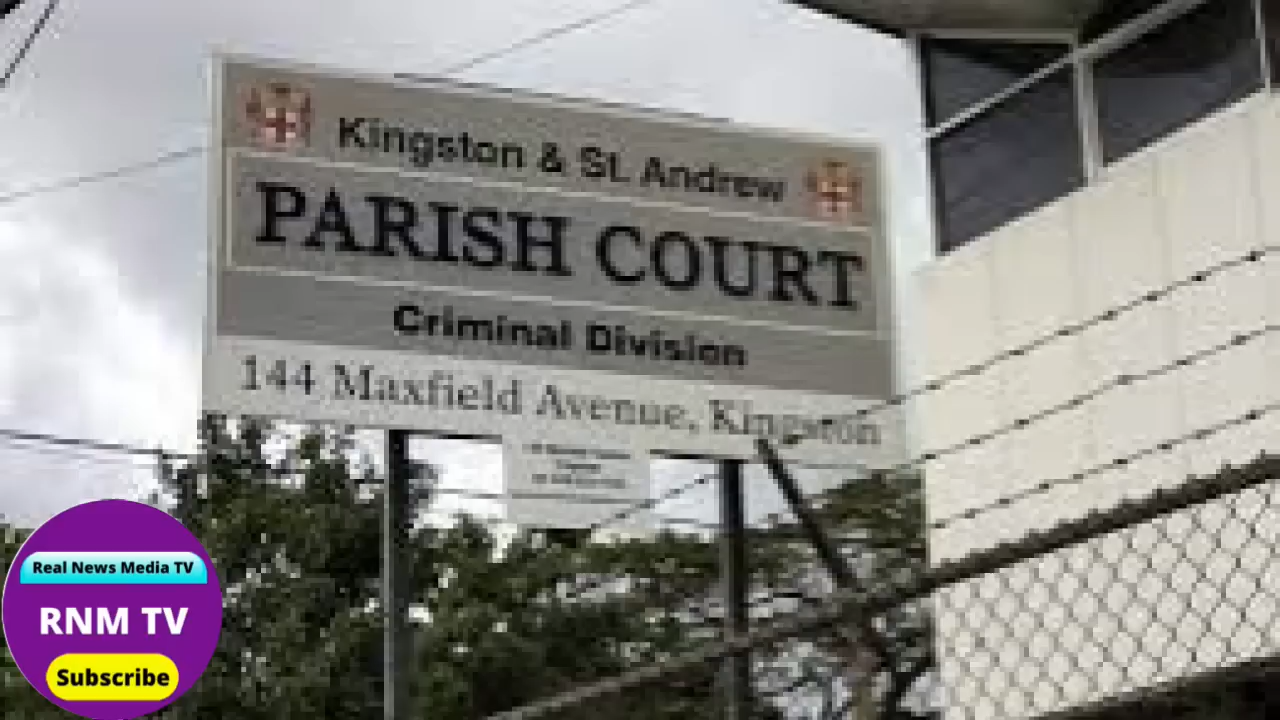 Kingston & St. Andrew
PARISH COURT
Criminal Division
144 Maxfield Avenue, Kingston
Real News Media TV
RNM TV
Subscribe